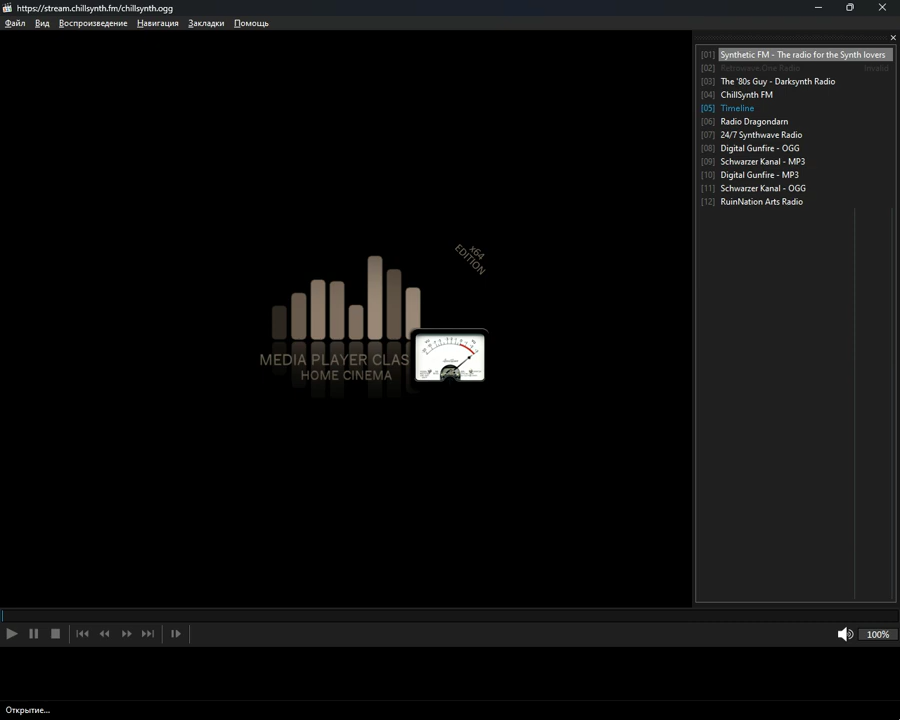 https://stream.chillsynth.fm/chillsynth.ogg
Файл Вид Воспроизведение Навигация Закладки Помощь
[01] Synthetic FM - The radio for the Synth lovers
[02] Retrowave.One Radio Invalid
[03] The '80s Guy - Darksynth Radio
[04] ChillSynth FM
[05] Timeline
[06] Radio Dragondarn
[07] 24/7 Synthwave Radio
[08] Digital Gunfire - OGG
[09] Schwarzer Kanal - MP3
[10] Digital Gunfire - MP3
[11] Schwarzer Kanal - OGG
[12] RuinNation Arts Radio
x64
EDITION
MEDIA PLAYER CLAS
HOME CINEMA
100%
Открытие...